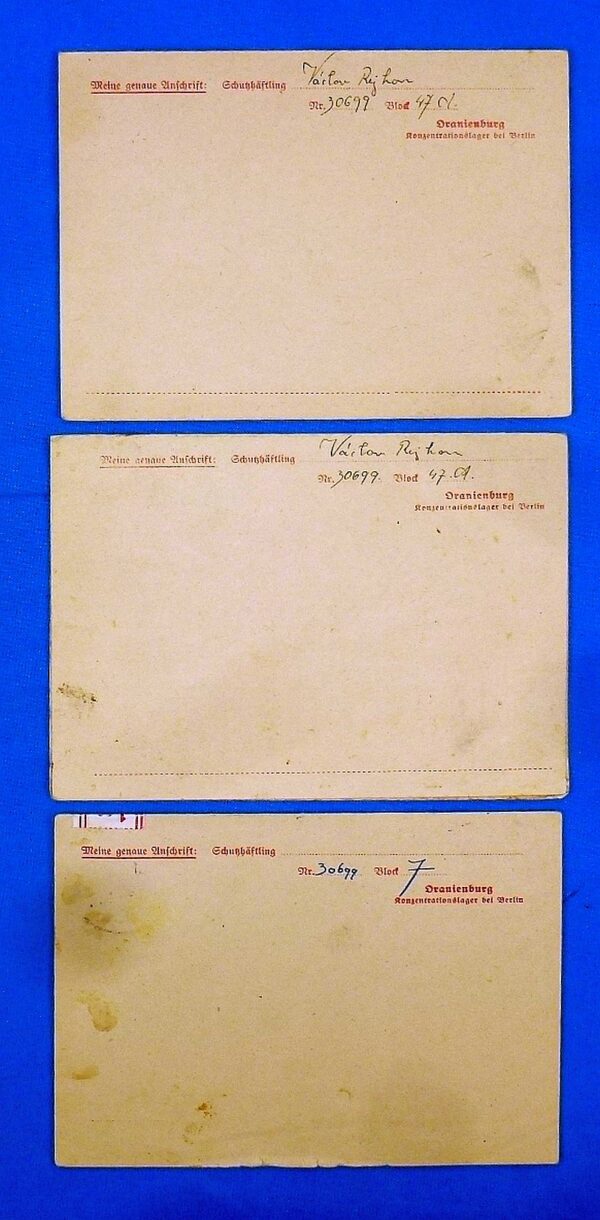 Meine genaue Anschrift: Schutzhäftling Václav Rejhon
Nr. 30699 Block 47 A.
Oranienburg
Konzentrationslager bei Berlin
Meine genaue Anschrift: Schutzhäftling Václav Rejhon
Nr. 30699. Block 47. A.
Oranienburg
Konzentrationslager bei Berlin
Meine genaue Anschrift: Schutzhäftling
Nr. 30699 Block 7
Oranienburg
Konzentrationslager bei Berlin